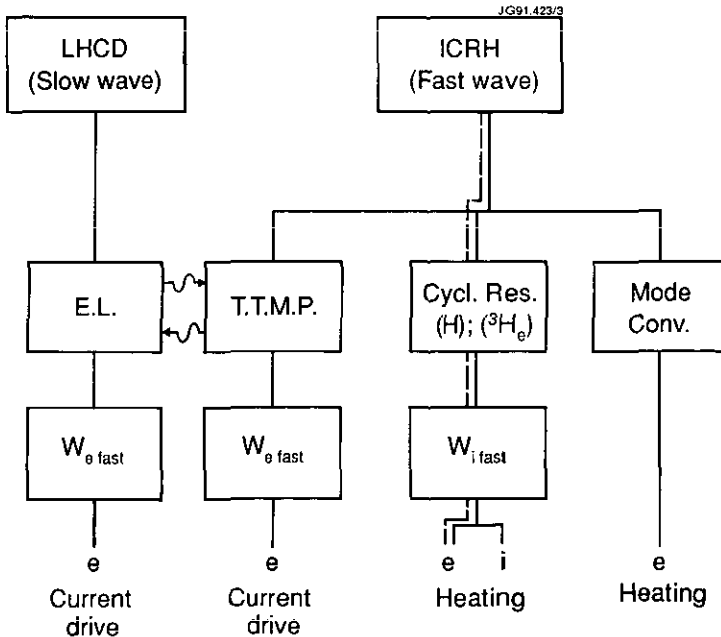 JG91.423/3
LHCD
(Slow wave)
ICRH
(Fast wave)
E.L.
T.T.M.P.
Cycl. Res.
(H); (³Hₑ)
Mode
Conv.
Wₑ fast
Wₑ fast
Wᵢ fast
e
Current
drive
e
Current
drive
e i
Heating
e
Heating